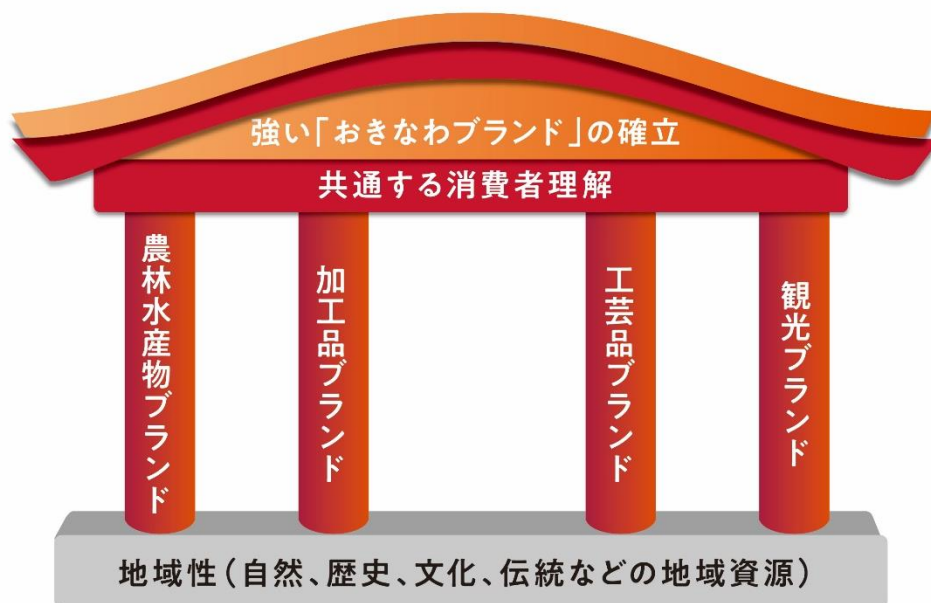 強い「おきなわブランド」の確立
共通する消費者理解
農林水産物ブランド
加工品ブランド
工芸品ブランド
観光ブランド
地域性（自然、歴史、文化、伝統などの地域資源）